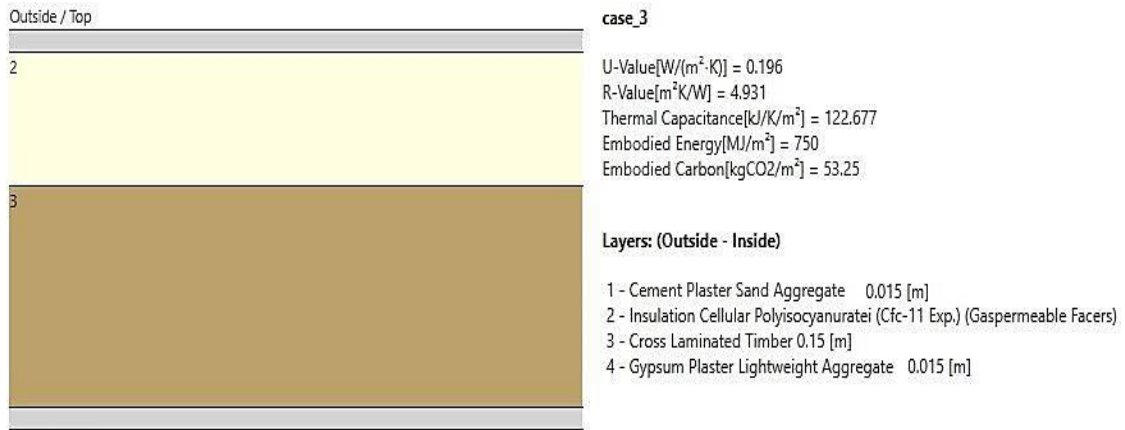 Outside / Top
2
3
case_3
U-Value[W/(m²·K)] = 0.196
R-Value[m²K/W] = 4.931
Thermal Capacitance[kJ/K/m²] = 122.677
Embodied Energy[MJ/m²] = 750
Embodied Carbon[kgCO2/m²] = 53.25
Layers: (Outside - Inside)
1 - Cement Plaster Sand Aggregate 0.015 [m]
2 - Insulation Cellular Polyisocyanuratei (Cfc-11 Exp.) (Gaspermeable Facers)
3 - Cross Laminated Timber 0.15 [m]
4 - Gypsum Plaster Lightweight Aggregate 0.015 [m]